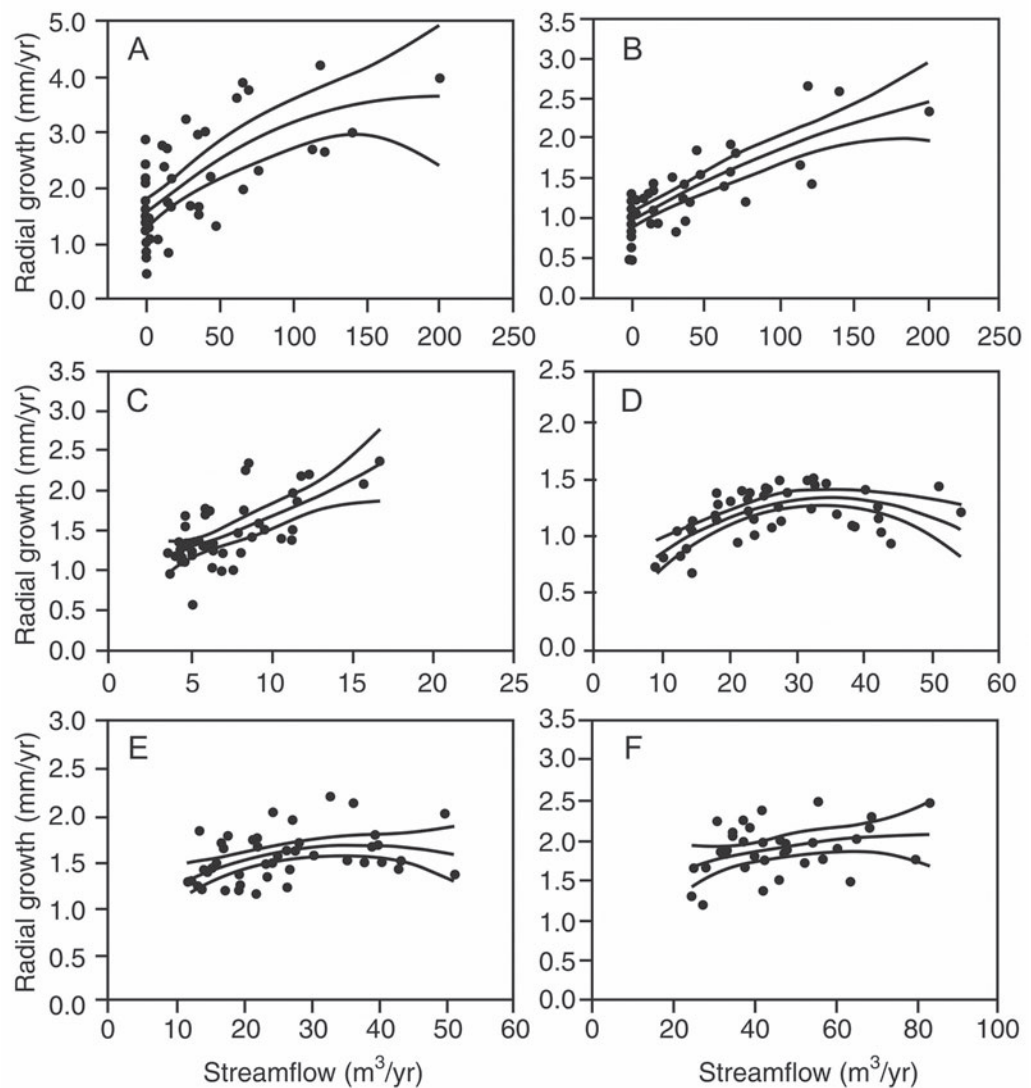 A
Radial growth (mm/yr)
5.0
4.0
3.0
2.0
1.0
0.0
0 50 100 150 200 250
B
3.5
3.0
2.5
2.0
1.5
1.0
0.5
0.0
0 50 100 150 200 250
C
Radial growth (mm/yr)
3.5
3.0
2.5
2.0
1.5
1.0
0.5
0.0
0 5 10 15 20 25
D
2.5
2.0
1.5
1.0
0.5
0.0
0 10 20 30 40 50 60
E
Radial growth (mm/yr)
3.0
2.5
2.0
1.5
1.0
0.5
0.0
0 10 20 30 40 50 60
Streamflow (m³/yr)
F
3.5
3.0
2.5
2.0
1.5
1.0
0.5
0.0
0 20 40 60 80 100
Streamflow (m³/yr)